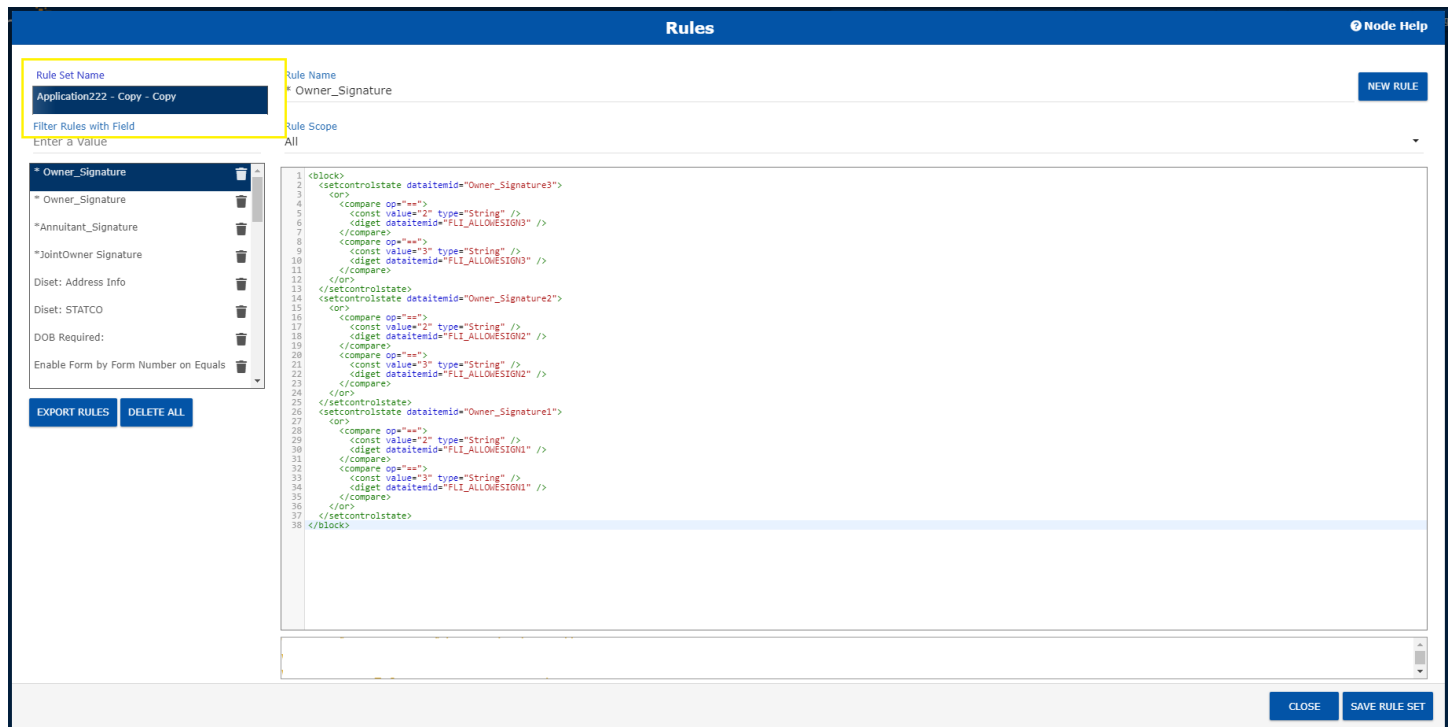 Rules
Node Help
Rule Set Name
Application222 - Copy - Copy
Filter Rules with Field
Enter a Value
* Owner_Signature
* Owner_Signature
*Annuitant_Signature
*JointOwner Signature
Diset: Address Info
Diset: STATCO
DOB Required:
Enable Form by Form Number on Equals
EXPORT RULES
DELETE ALL
Rule Name
* Owner_Signature
NEW RULE
Rule Scope
All
1 <block>
2 <setcontrolstate dataitemid="Owner_Signature3">
3 <or>
4 <compare op="==">
5 <const value="2" type="String" />
6 <diget dataitemid="FLI_ALLOWESIGN3" />
7 </compare>
8 <compare op="==">
9 <const value="3" type="String" />
10 <diget dataitemid="FLI_ALLOWESIGN3" />
11 </compare>
12 </or>
13 </setcontrolstate>
14 <setcontrolstate dataitemid="Owner_Signature2">
15 <or>
16 <compare op="==">
17 <const value="2" type="String" />
18 <diget dataitemid="FLI_ALLOWESIGN2" />
19 </compare>
20 <compare op="==">
21 <const value="3" type="String" />
22 <diget dataitemid="FLI_ALLOWESIGN2" />
23 </compare>
24 </or>
25 </setcontrolstate>
26 <setcontrolstate dataitemid="Owner_Signature1">
27 <or>
28 <compare op="==">
29 <const value="2" type="String" />
30 <diget dataitemid="FLI_ALLOWESIGN1" />
31 </compare>
32 <compare op="==">
33 <const value="3" type="String" />
34 <diget dataitemid="FLI_ALLOWESIGN1" />
35 </compare>
36 </or>
37 </setcontrolstate>
38 </block>
CLOSE
SAVE RULE SET